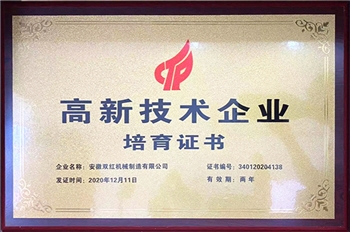 高新技术企业
培育证书
企业名称：安徽双红机械制造有限公司 证书编号：340120204138
发证时间：2020年12月11日 有效期：两年